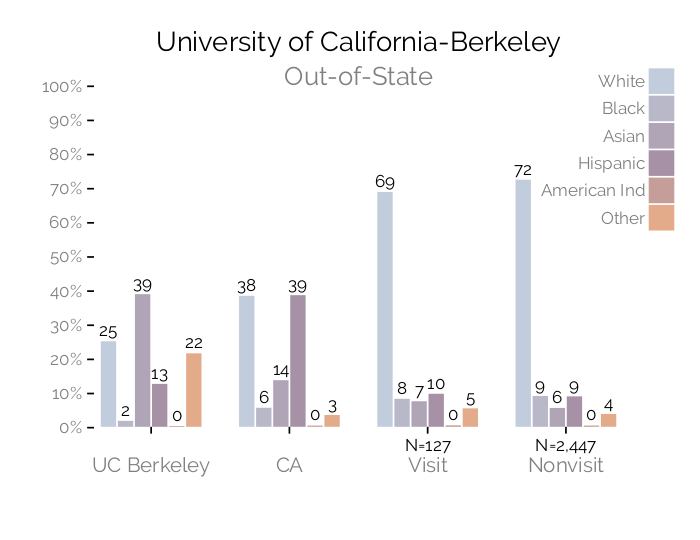 University of California-Berkeley
Out-of-State
100%
90%
80%
70%
60%
50%
40%
30%
20%
10%
0%
White
Black
Asian
Hispanic
American Ind
Other
25
2
39
13
0
22
38
6
14
39
0
3
69
8
7
10
0
5
72
9
6
9
0
4
N=127
N=2,447
UC Berkeley
CA
Visit
Nonvisit